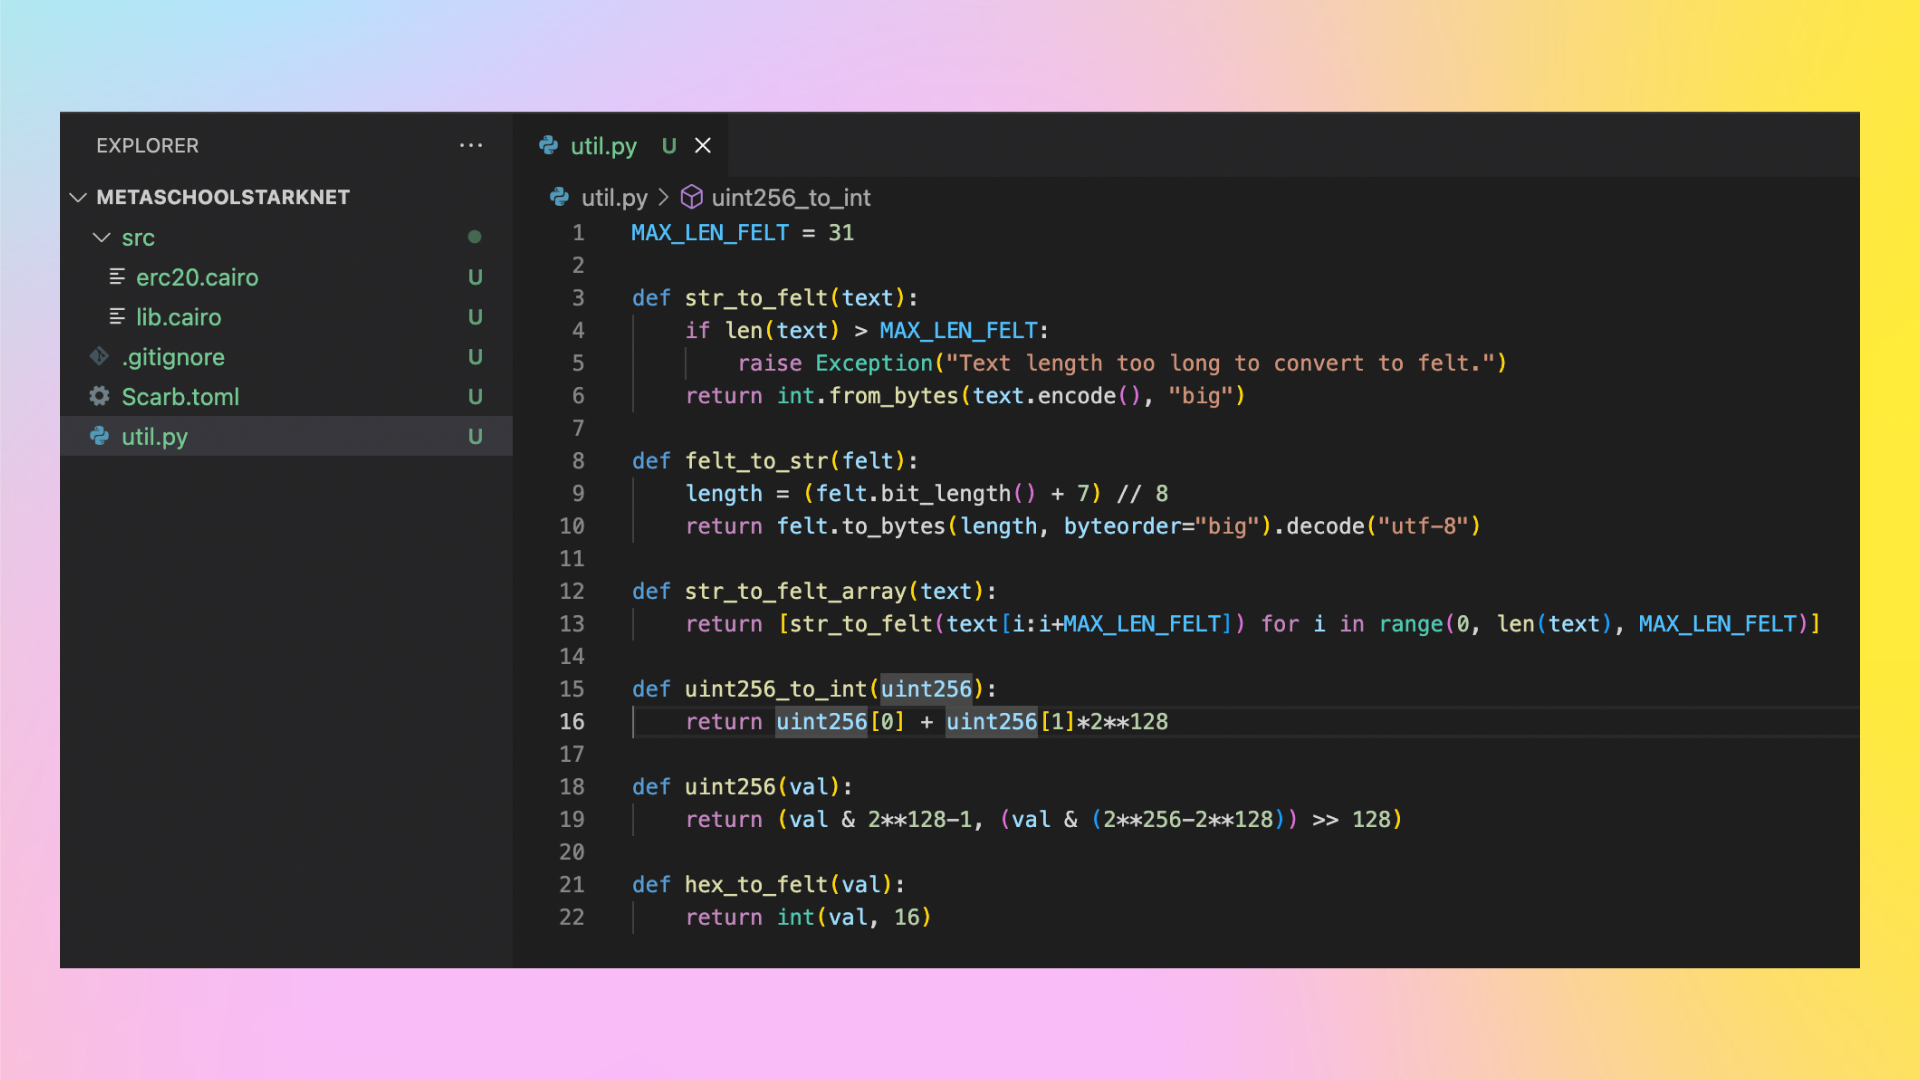 EXPLORER
METASCHOOLSTARKNET
src
erc20.cairo U
lib.cairo U
.gitignore U
Scarb.toml U
util.py U
util.py U
util.py > uint256_to_int
1 MAX_LEN_FELT = 31
2
3 def str_to_felt(text):
4     if len(text) > MAX_LEN_FELT:
5         raise Exception("Text length too long to convert to felt.")
6     return int.from_bytes(text.encode(), "big")
7
8 def felt_to_str(felt):
9     length = (felt.bit_length() + 7) // 8
10     return felt.to_bytes(length, byteorder="big").decode("utf-8")
11
12 def str_to_felt_array(text):
13     return [str_to_felt(text[i:i+MAX_LEN_FELT]) for i in range(0, len(text), MAX_LEN_FELT)]
14
15 def uint256_to_int(uint256):
16     return uint256[0] + uint256[1]*2**128
17
18 def uint256(val):
19     return (val & 2**128-1, (val & (2**256-2**128)) >> 128)
20
21 def hex_to_felt(val):
22     return int(val, 16)